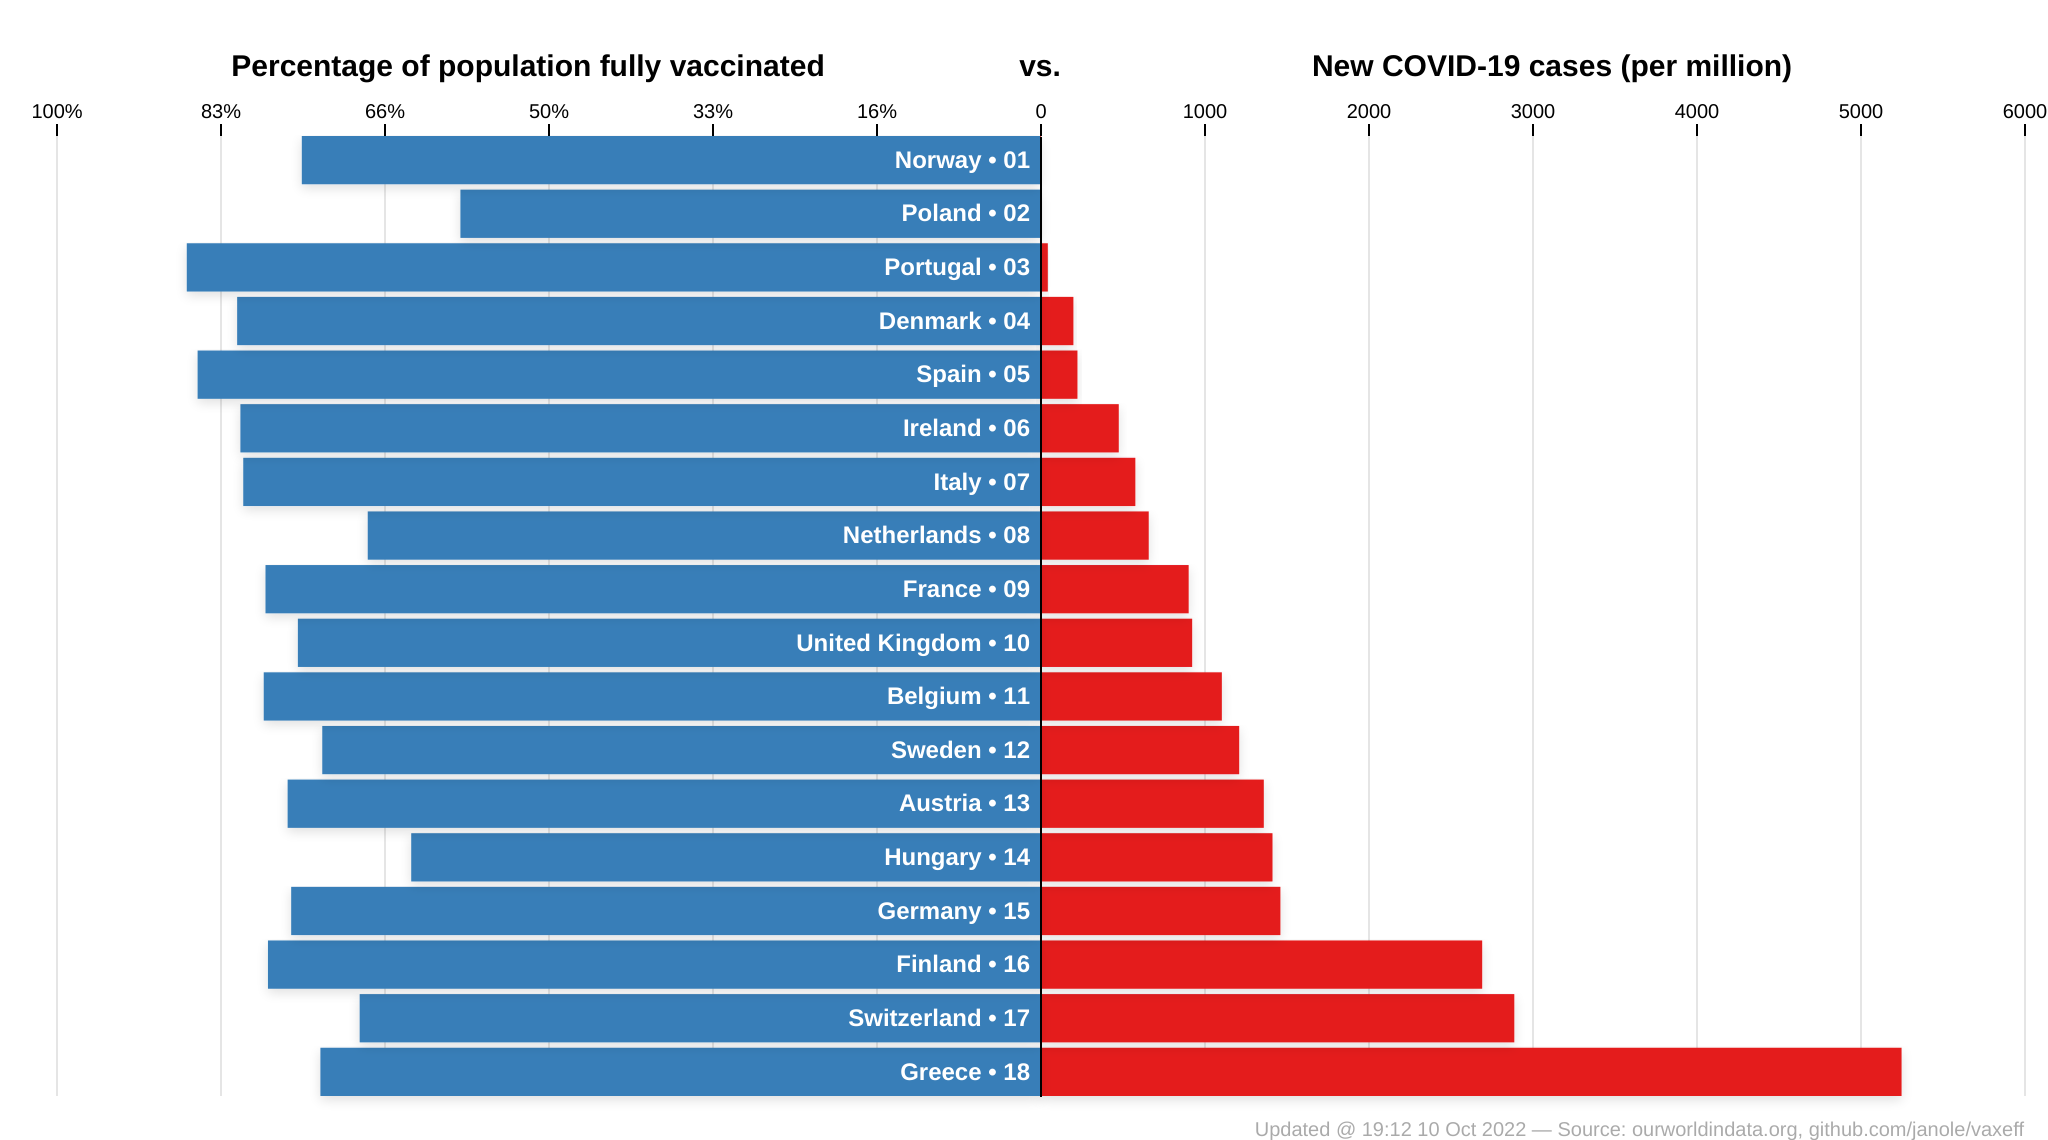 Percentage of population fully vaccinated vs. New COVID-19 cases (per million)
100% 83% 66% 50% 33% 16% 0 1000 2000 3000 4000 5000 6000
Norway • 01
Poland • 02
Portugal • 03
Denmark • 04
Spain • 05
Ireland • 06
Italy • 07
Netherlands • 08
France • 09
United Kingdom • 10
Belgium • 11
Sweden • 12
Austria • 13
Hungary • 14
Germany • 15
Finland • 16
Switzerland • 17
Greece • 18
Updated @ 19:12 10 Oct 2022 — Source: ourworldindata.org, github.com/janole/vaxeff